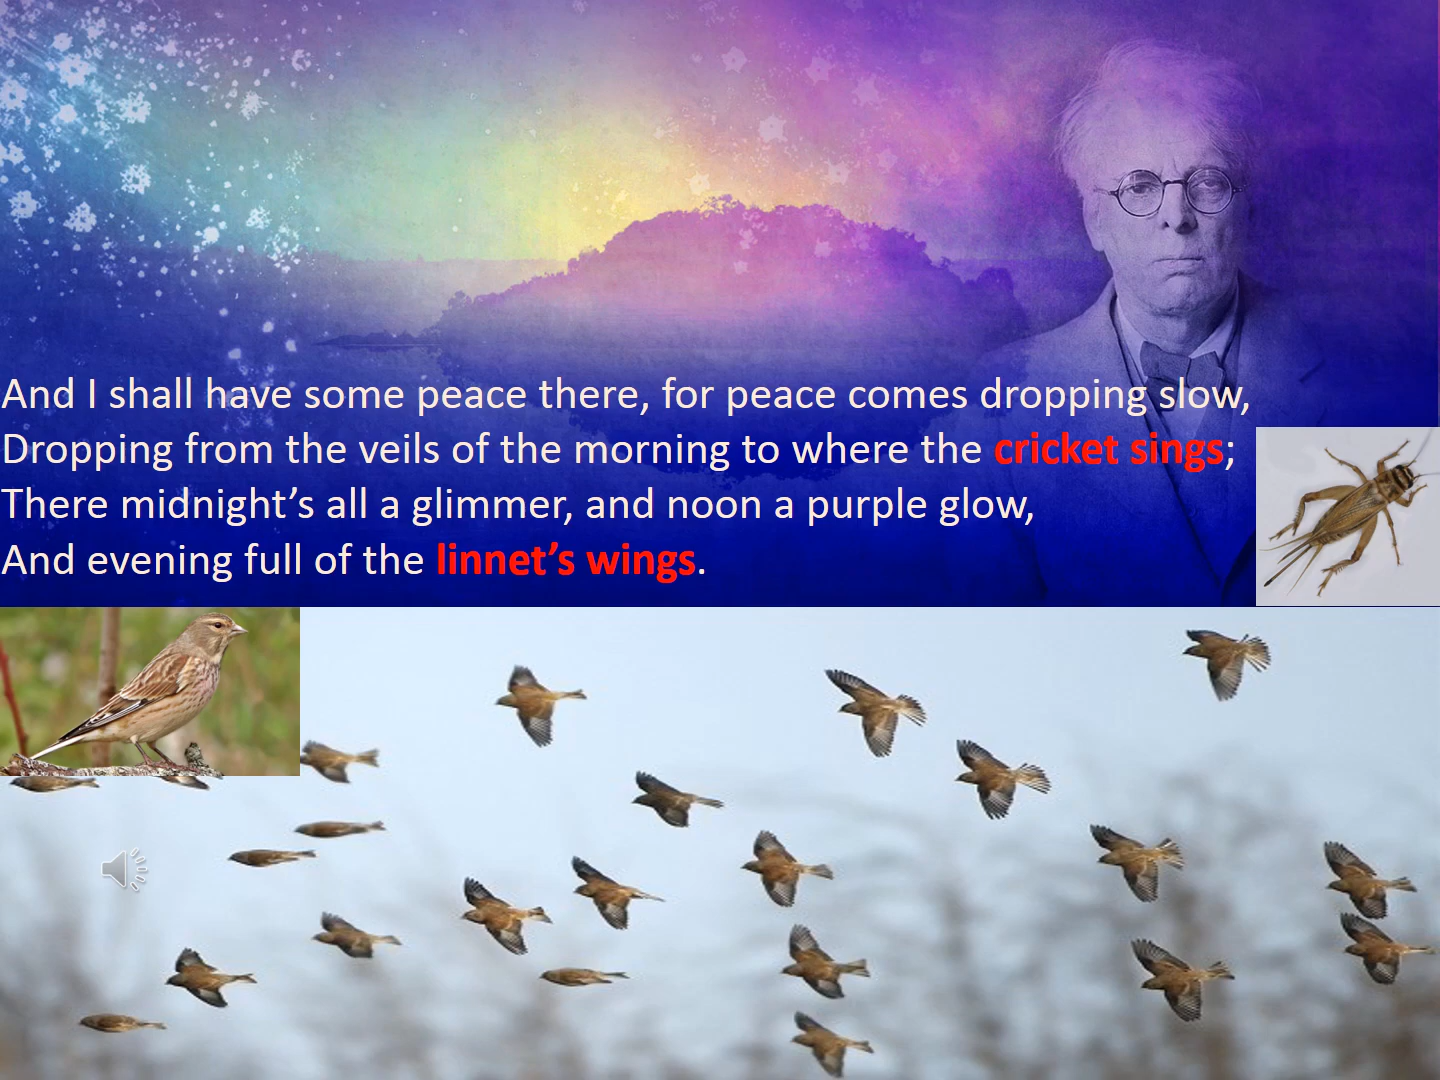 And I shall have some peace there, for peace comes dropping slow,
Dropping from the veils of the morning to where the cricket sings;
There midnight’s all a glimmer, and noon a purple glow,
And evening full of the linnet’s wings.